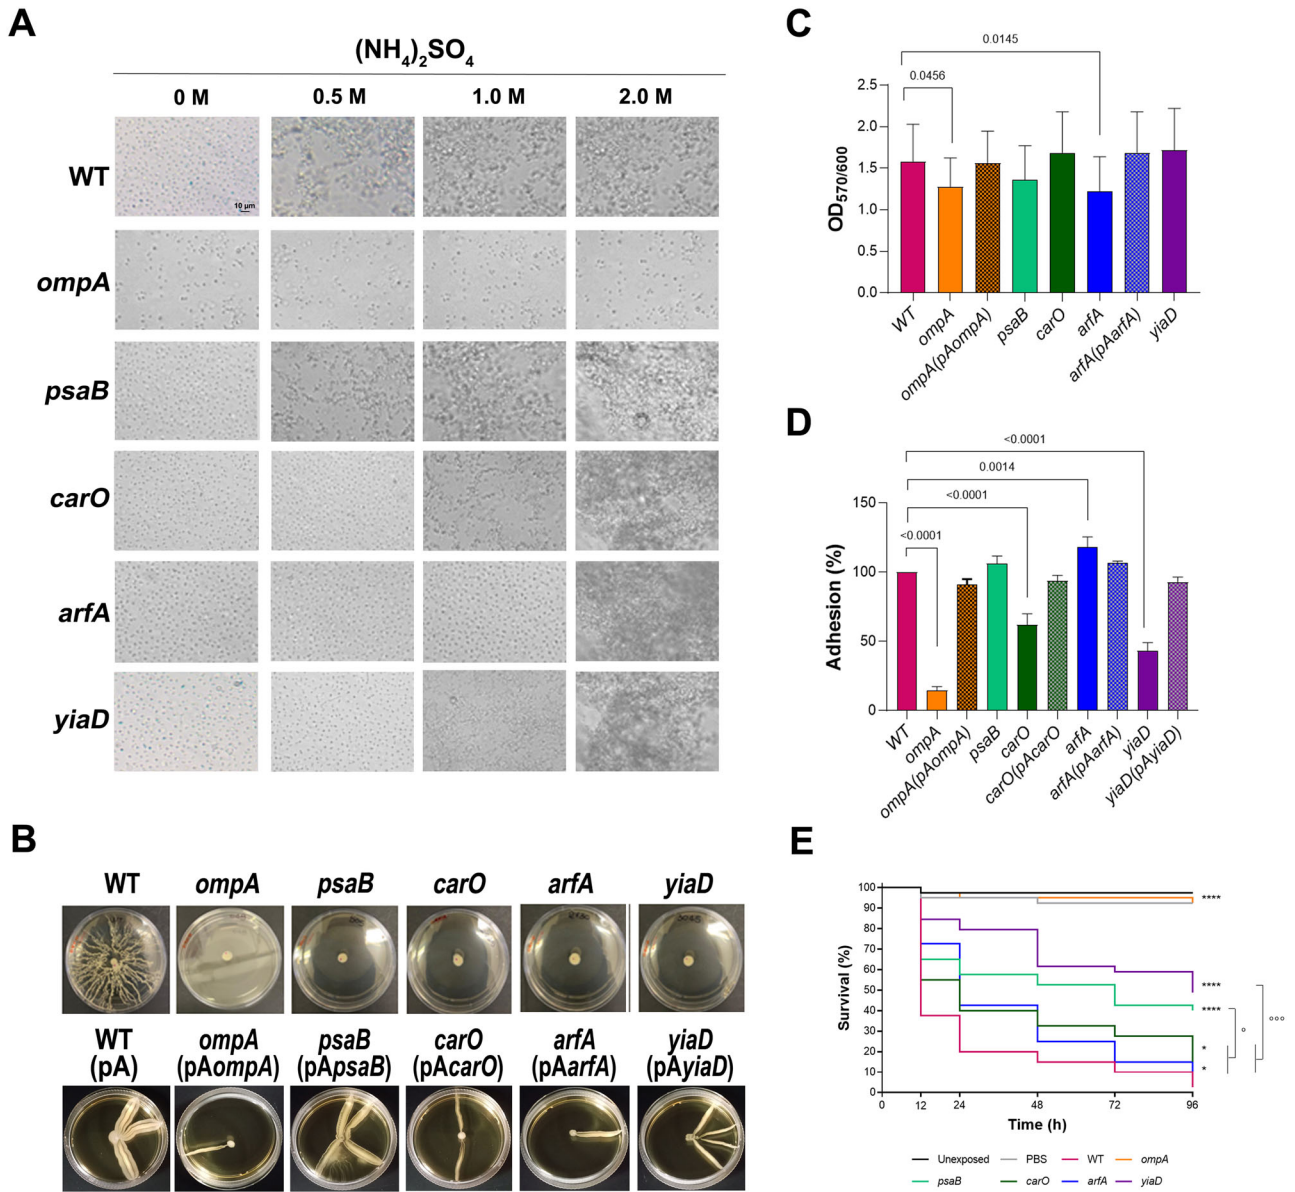 A
(NH4)2SO4
0 M 0.5 M 1.0 M 2.0 M
WT
10 µm
ompA
psaB
carO
arfA
yiaD
B
WT ompA psaB carO arfA yiaD
WT ompA psaB carO arfA yiaD
(pA) (pAompA) (pApsaB) (pAcarO) (pAarfA) (pAyiaD)
C
0.0145
0.0456
2.5
2.0
1.5
1.0
0.5
0.0
OD570/600
WT ompA ompA(pAompA) psaB carO arfA arfA(pAarfA) yiaD
D
<0.0001
0.0014
<0.0001
<0.0001
150
100
50
0
Adhesion (%)
WT ompA ompA(pAompA) psaB carO carO(pAcarO arfA arfA(pAarfA) yiaD yiaD(pAyiaD)
E
100
90
80
70
60
50
40
30
20
10
0
Survival (%)
****
****
****
*
*
°
°°°
0 12 24 48 72 96
Time (h)
Unexposed PBS WT ompA
psaB carO arfA yiaD